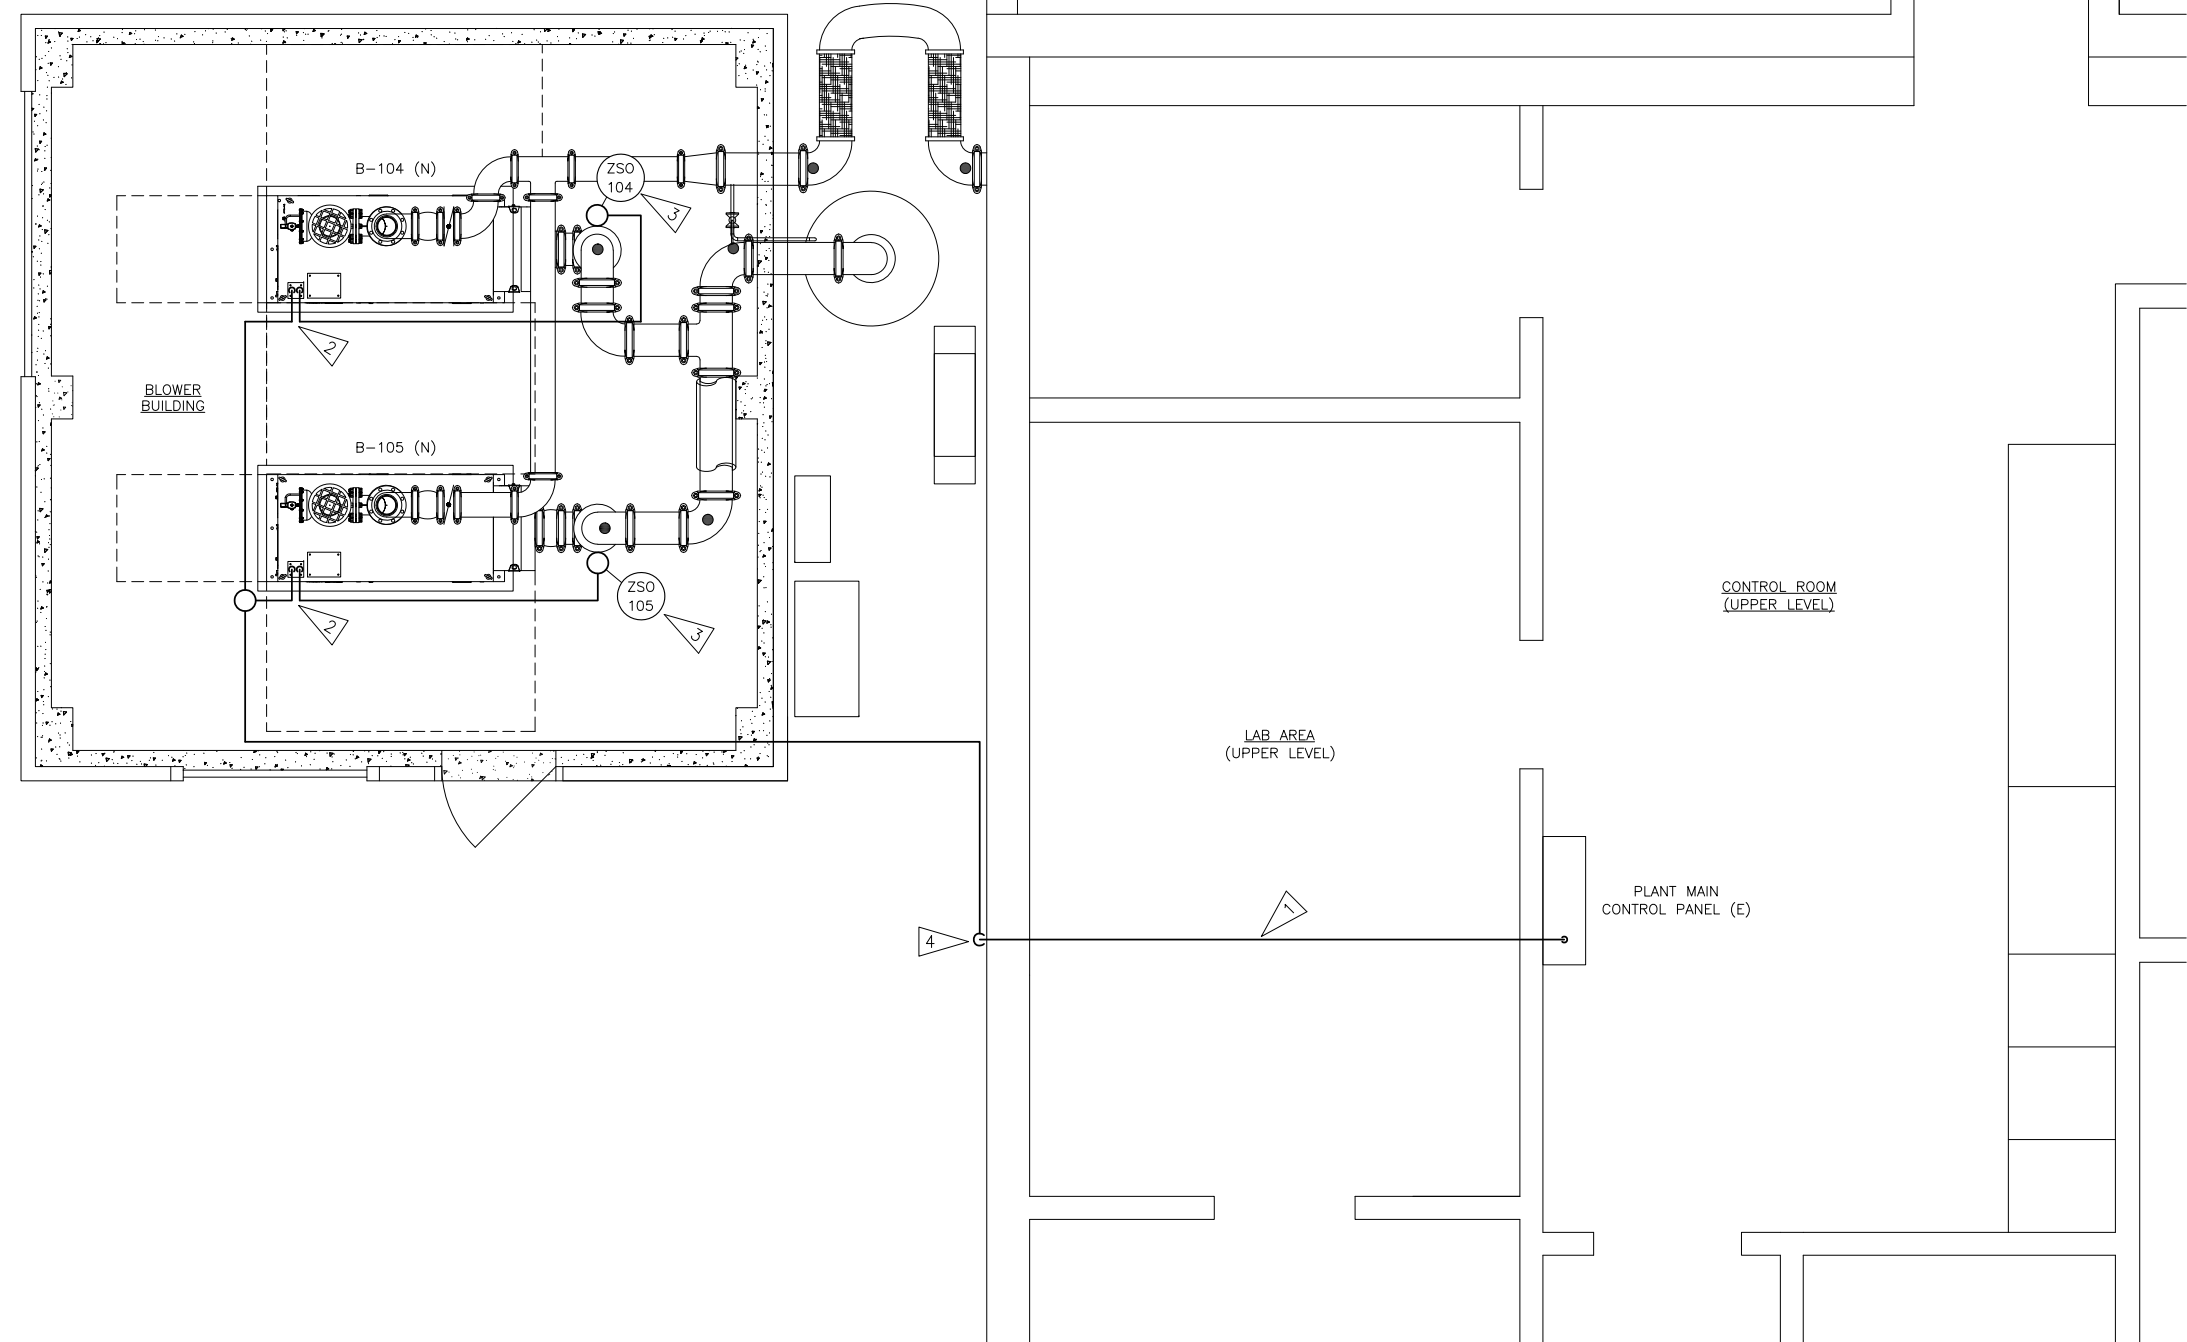 B-104 (N)
ZSO
104
3
2
BLOWER
BUILDING
B-105 (N)
ZSO
105
3
2
CONTROL ROOM
(UPPER LEVEL)
LAB AREA
(UPPER LEVEL)
PLANT MAIN
CONTROL PANEL (E)
1
4